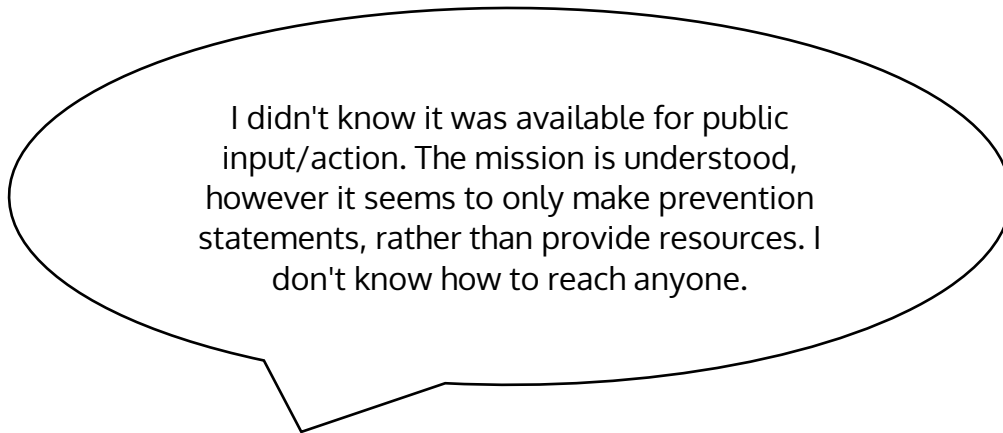 I didn't know it was available for public
input/action. The mission is understood,
however it seems to only make prevention
statements, rather than provide resources. I
don't know how to reach anyone.